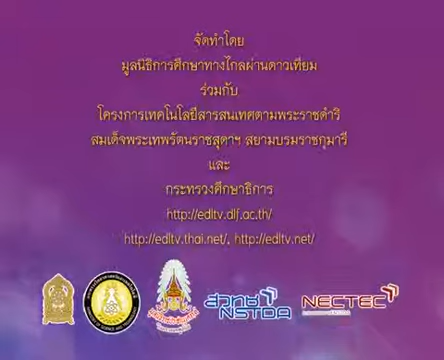 จัดทำโดย
มูลนิธิการศึกษาทางไกลผ่านดาวเทียม
ร่วมกับ
โครงการเทคโนโลยีสารสนเทศตามพระราชดำริ
สมเด็จพระเทพรัตนราชสุดาฯ สยามบรมราชกุมารี
และ
กระทรวงศึกษาธิการ
http://edltv.dlf.ac.th/
http://edltv.thai.net/, http://edltv.net/
สวทช NSTDA
NECTEC